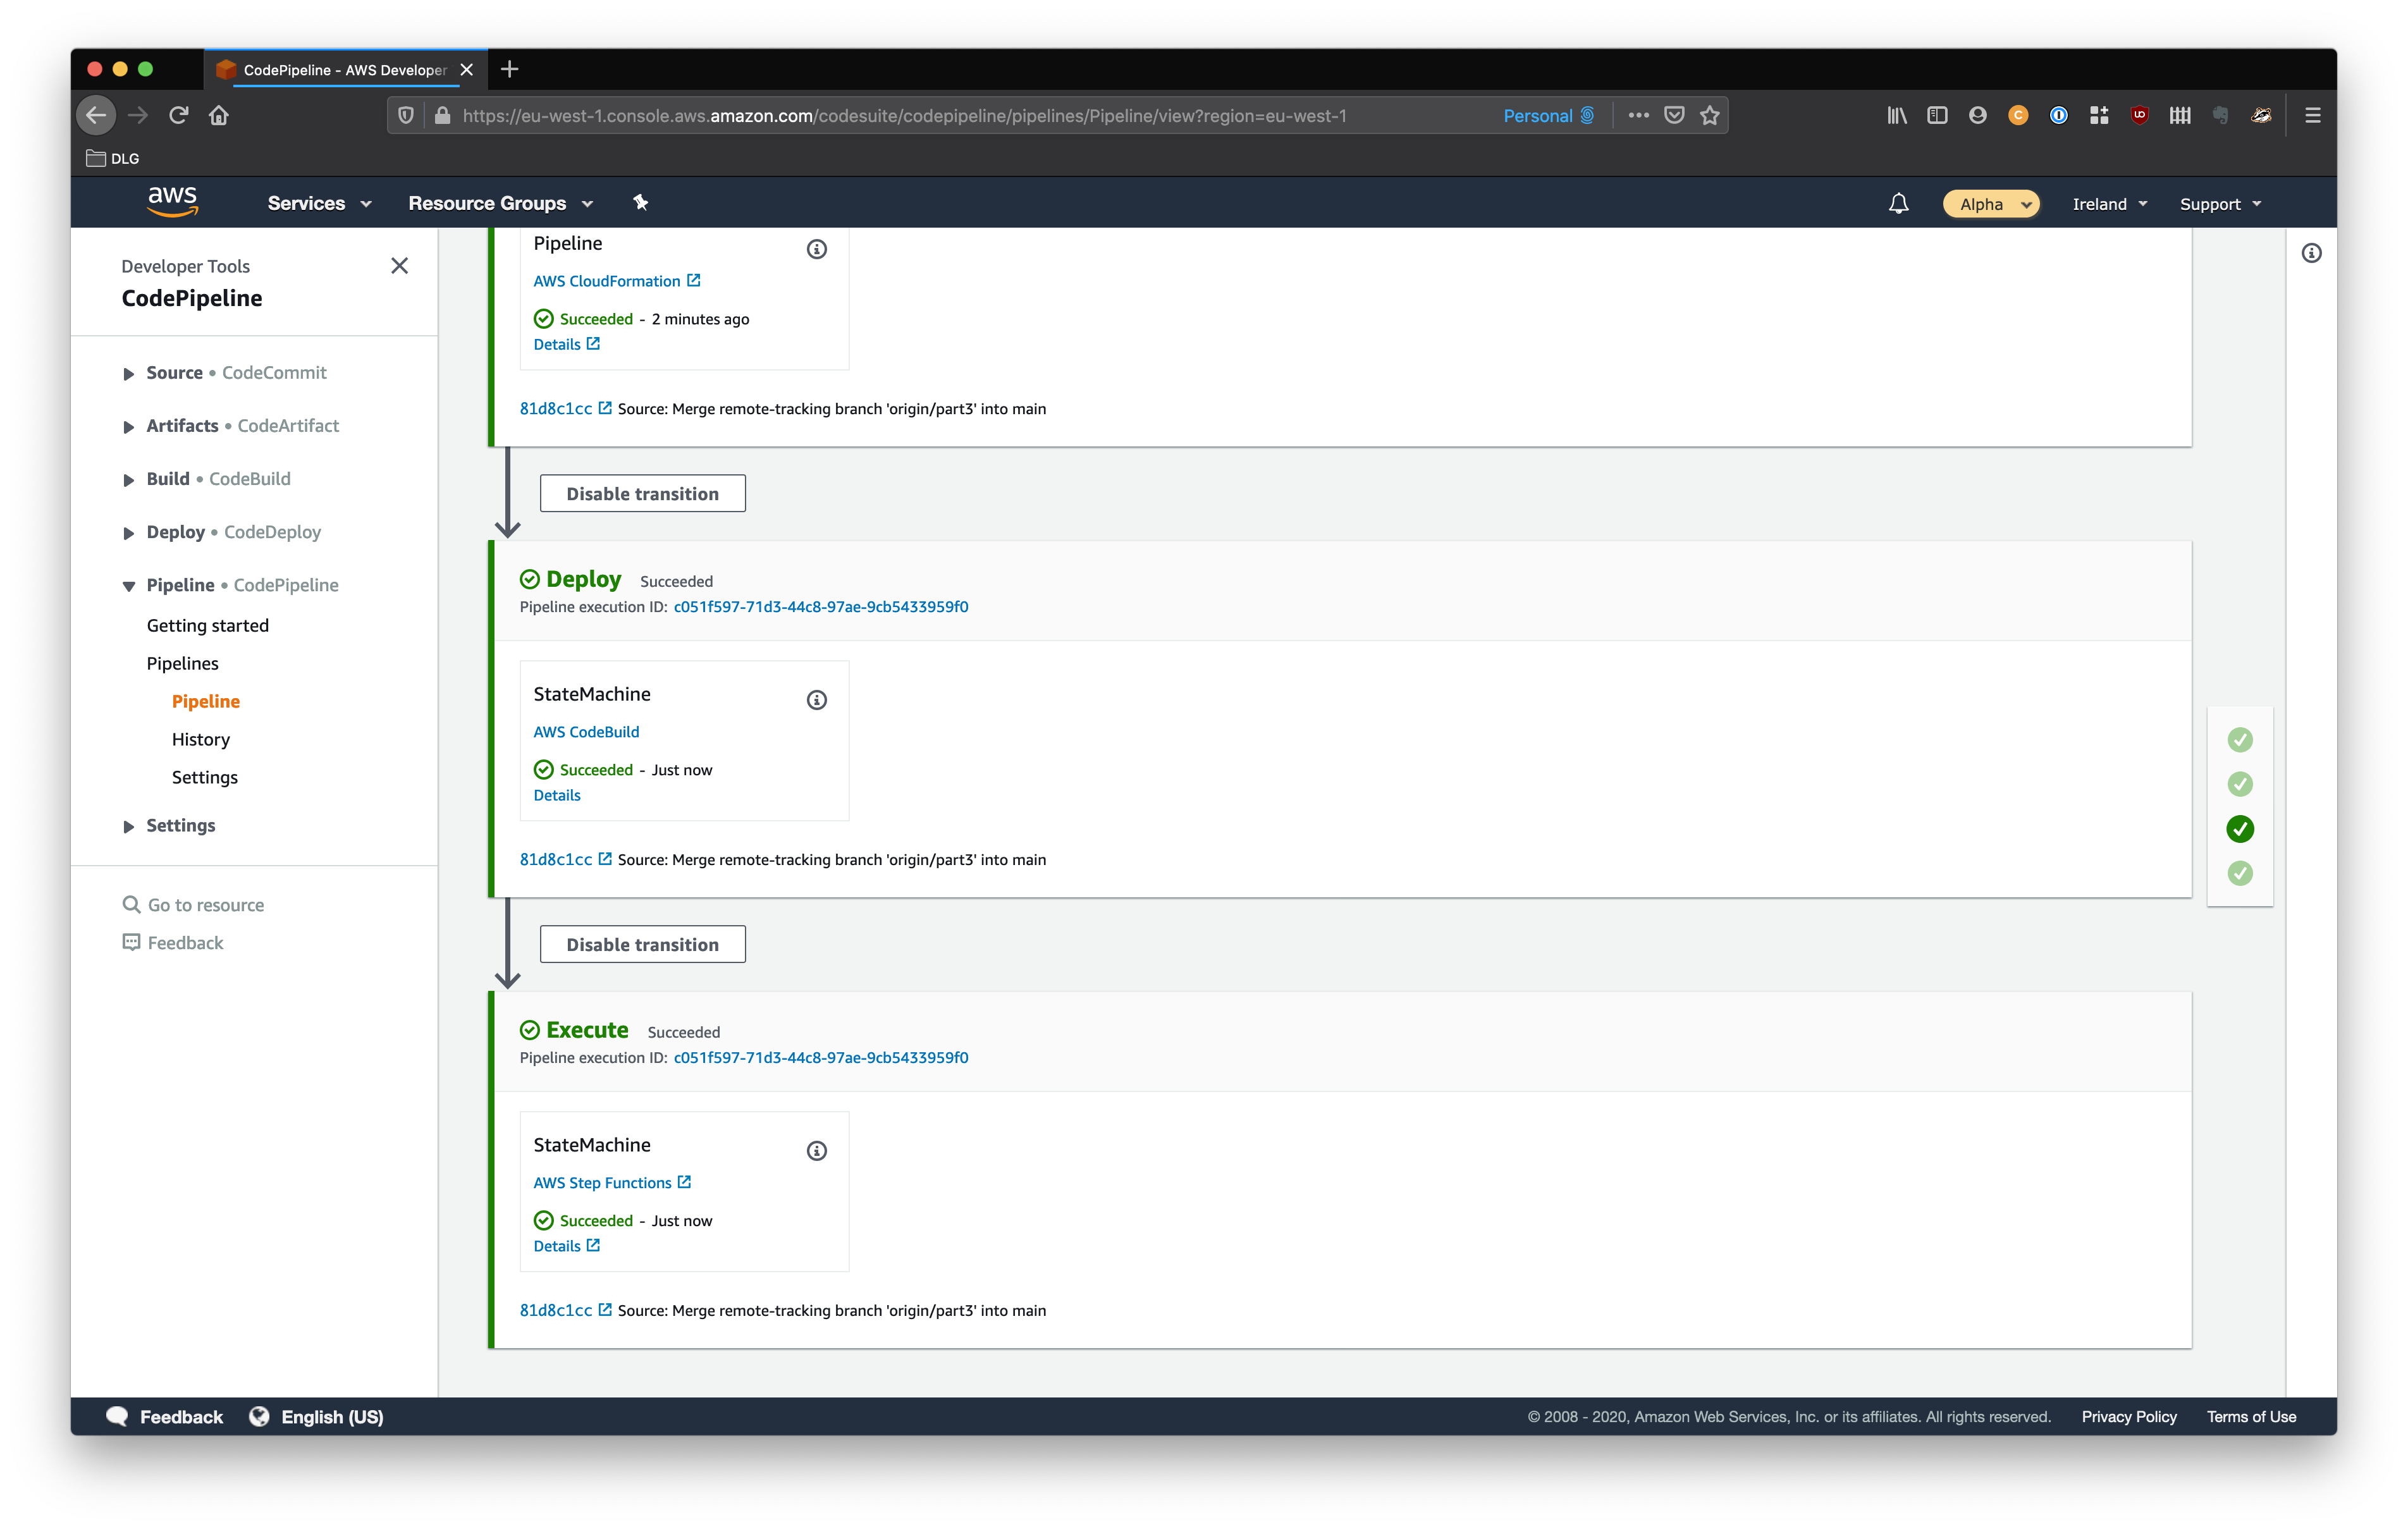 CodePipeline - AWS Developer
https://eu-west-1.console.aws.amazon.com/codesuite/codepipeline/pipelines/Pipeline/view?region=eu-west-1
Personal
DLG
aws
Services
Resource Groups
Alpha
Ireland
Support
Developer Tools
CodePipeline
Source • CodeCommit
Artifacts • CodeArtifact
Build • CodeBuild
Deploy • CodeDeploy
Pipeline • CodePipeline
Getting started
Pipelines
Pipeline
History
Settings
Settings
Go to resource
Feedback
Pipeline
AWS CloudFormation
Succeeded - 2 minutes ago
Details
81d8c1cc Source: Merge remote-tracking branch 'origin/part3' into main
Disable transition
Deploy Succeeded
Pipeline execution ID: c051f597-71d3-44c8-97ae-9cb5433959f0
StateMachine
AWS CodeBuild
Succeeded - Just now
Details
81d8c1cc Source: Merge remote-tracking branch 'origin/part3' into main
Disable transition
Execute Succeeded
Pipeline execution ID: c051f597-71d3-44c8-97ae-9cb5433959f0
StateMachine
AWS Step Functions
Succeeded - Just now
Details
81d8c1cc Source: Merge remote-tracking branch 'origin/part3' into main
Feedback
English (US)
© 2008 - 2020, Amazon Web Services, Inc. or its affiliates. All rights reserved.
Privacy Policy
Terms of Use